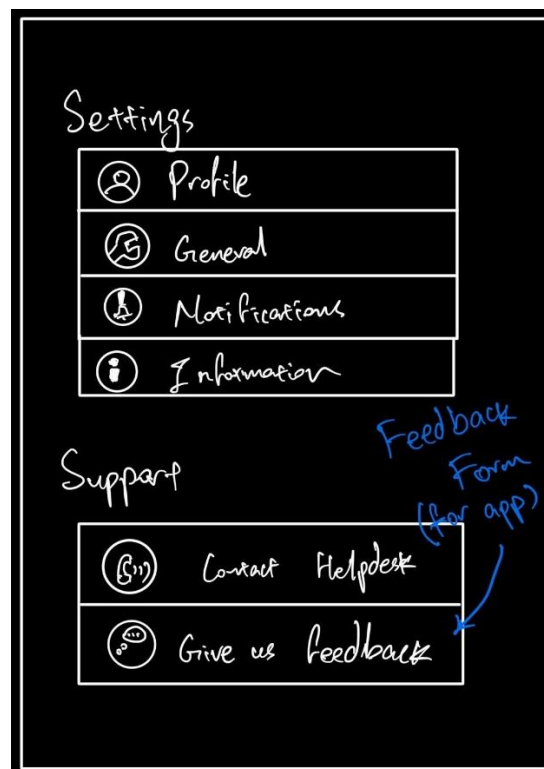 Settings
Profile
General
Notifications
Information
Feedback
Form
(for app)
Support
Contact Helpdesk
Give us feedback